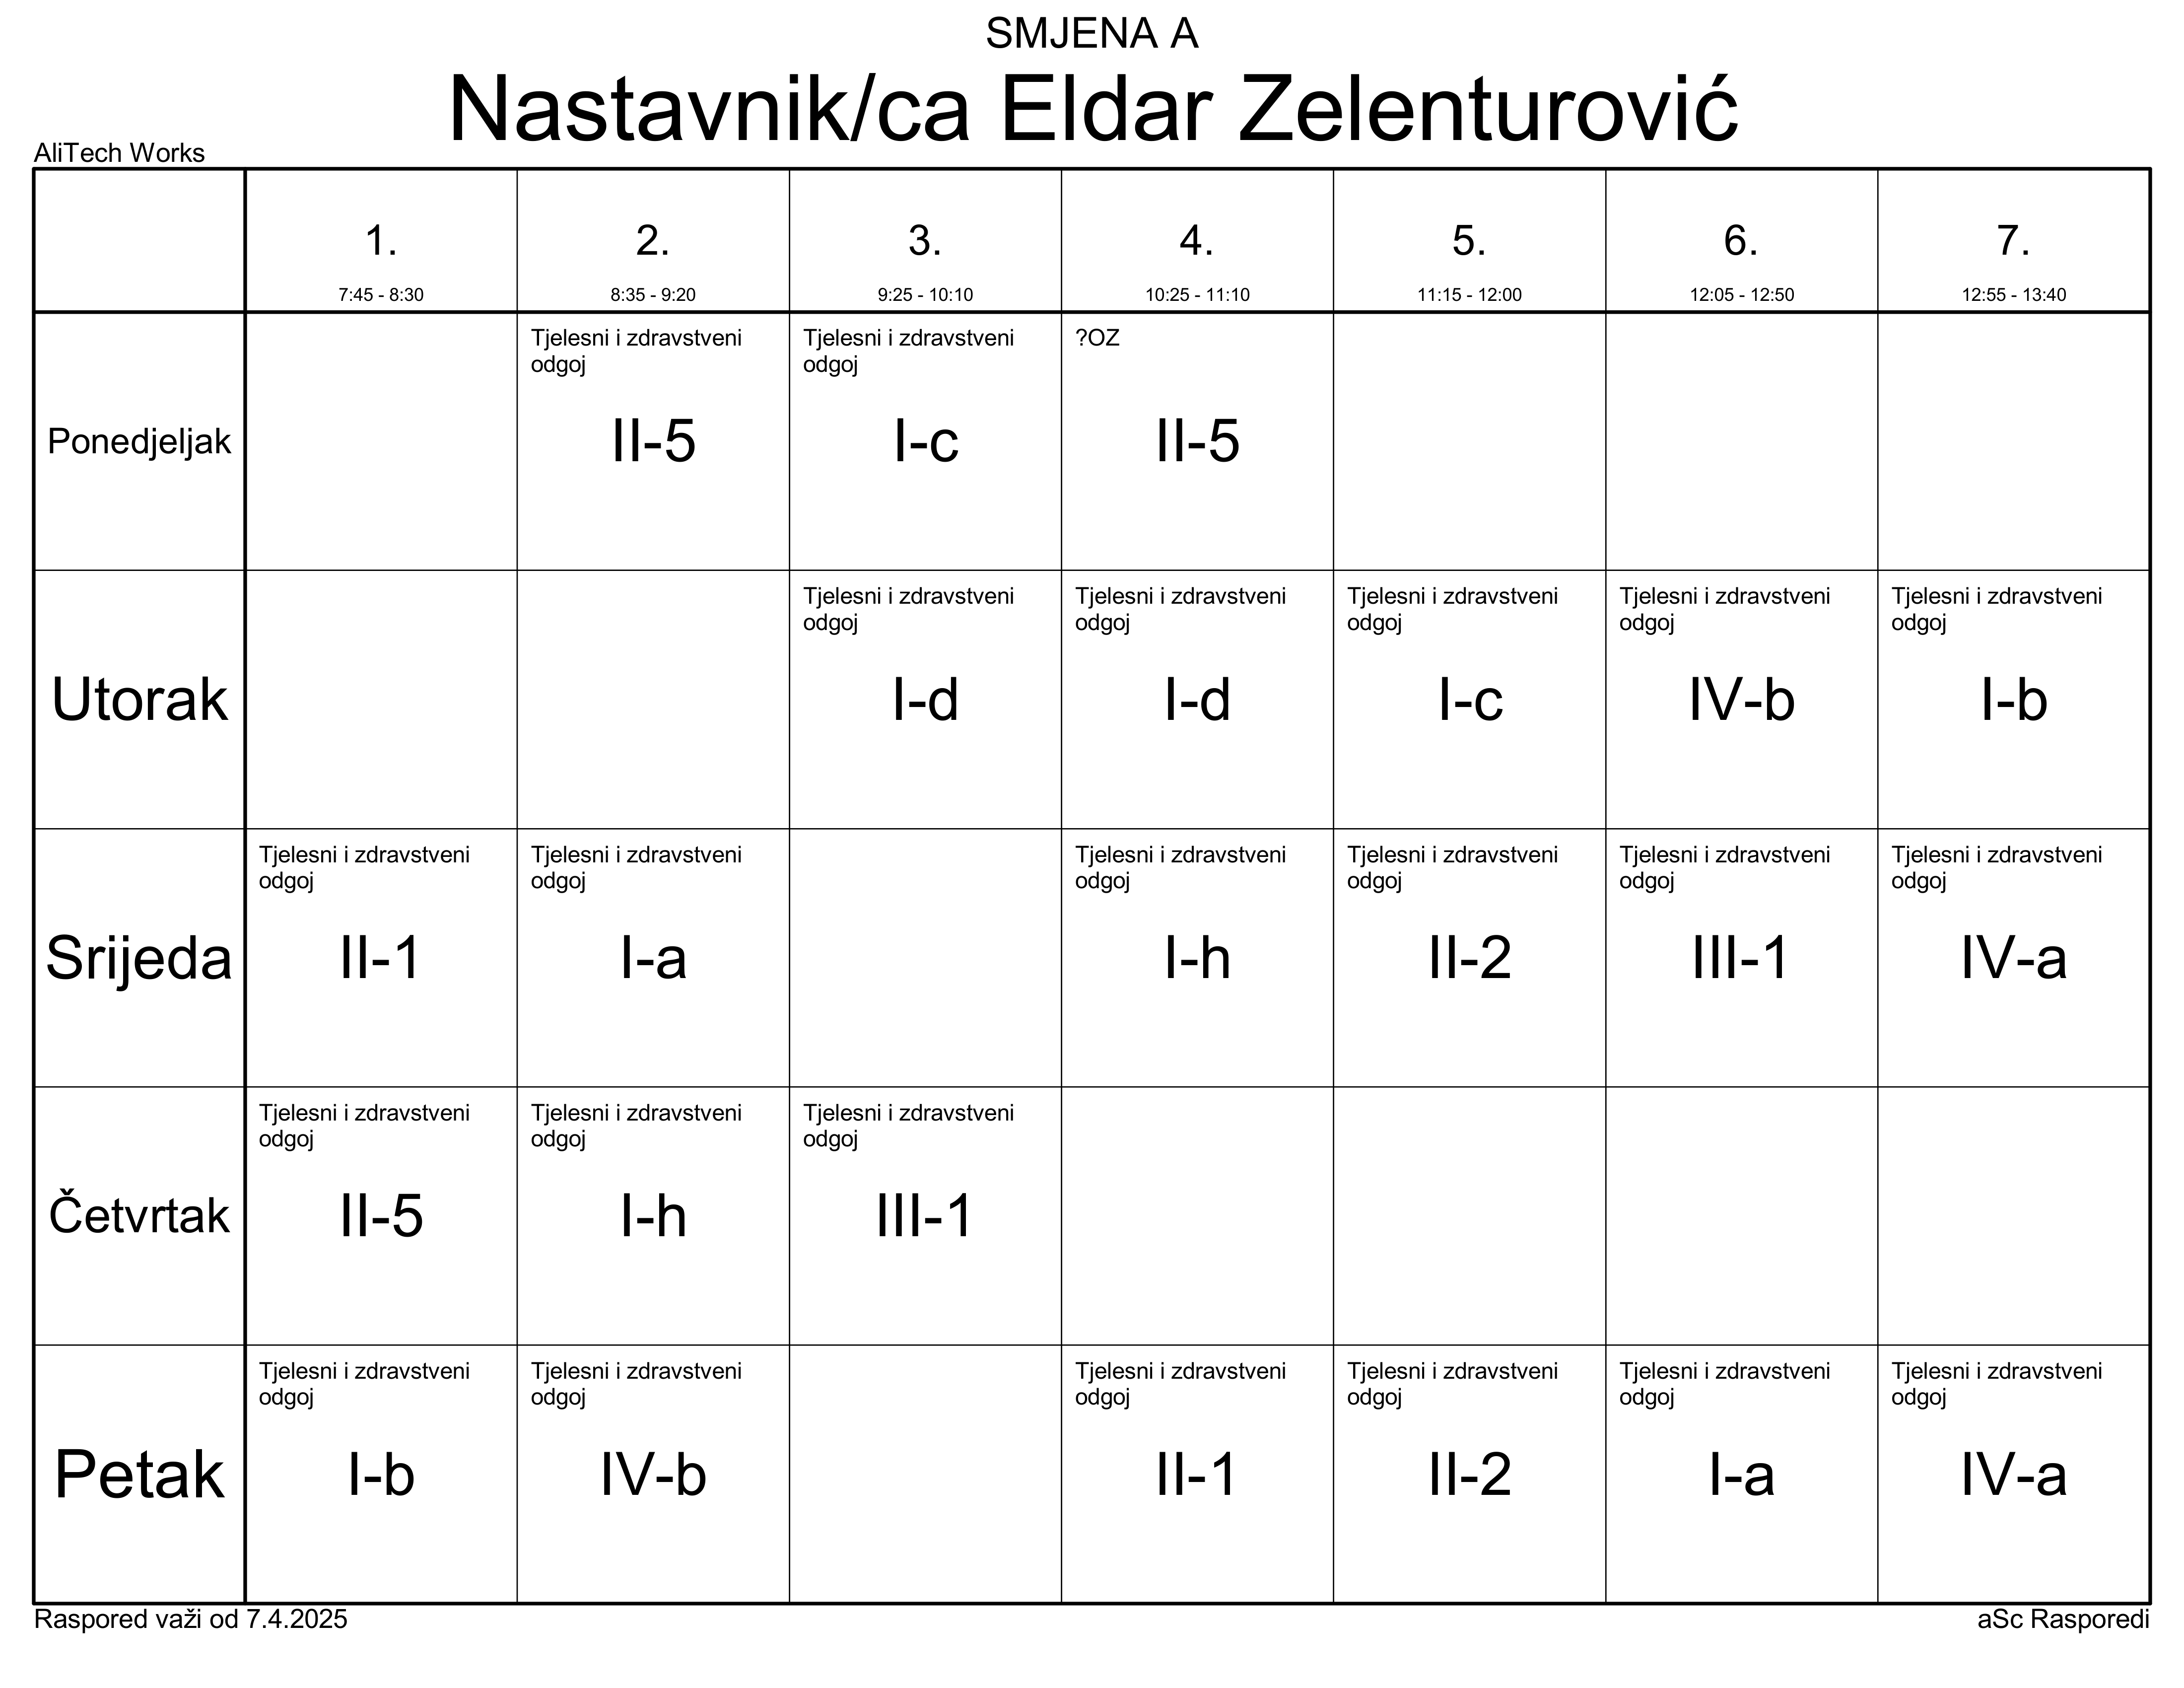 SMJENA A
Nastavnik/ca Eldar Zelenturović
AliTech Works
1. 2. 3. 4. 5. 6. 7.
7:45 - 8:30 8:35 - 9:20 9:25 - 10:10 10:25 - 11:10 11:15 - 12:00 12:05 - 12:50 12:55 - 13:40
Ponedjeljak
Tjelesni i zdravstveni
odgoj
II-5
Tjelesni i zdravstveni
odgoj
I-c
?OZ
II-5
Utorak
Tjelesni i zdravstveni
odgoj
I-d
Tjelesni i zdravstveni
odgoj
I-d
Tjelesni i zdravstveni
odgoj
I-c
Tjelesni i zdravstveni
odgoj
IV-b
Tjelesni i zdravstveni
odgoj
I-b
Srijeda
Tjelesni i zdravstveni
odgoj
II-1
Tjelesni i zdravstveni
odgoj
I-a
Tjelesni i zdravstveni
odgoj
I-h
Tjelesni i zdravstveni
odgoj
II-2
Tjelesni i zdravstveni
odgoj
III-1
Tjelesni i zdravstveni
odgoj
IV-a
Četvrtak
Tjelesni i zdravstveni
odgoj
II-5
Tjelesni i zdravstveni
odgoj
I-h
Tjelesni i zdravstveni
odgoj
III-1
Petak
Tjelesni i zdravstveni
odgoj
I-b
Tjelesni i zdravstveni
odgoj
IV-b
Tjelesni i zdravstveni
odgoj
II-1
Tjelesni i zdravstveni
odgoj
II-2
Tjelesni i zdravstveni
odgoj
I-a
Tjelesni i zdravstveni
odgoj
IV-a
Raspored važi od 7.4.2025
aSc Rasporedi